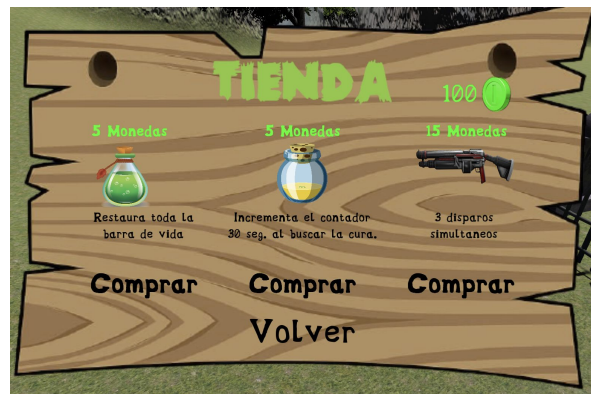 TIENDA
100
5 Monedas
5 Monedas
15 Monedas
Restaura toda la
barra de vida
Incrementa el contador
30 seg. al buscar la cura.
3 disparos
simultaneos
Comprar
Comprar
Comprar
Volver